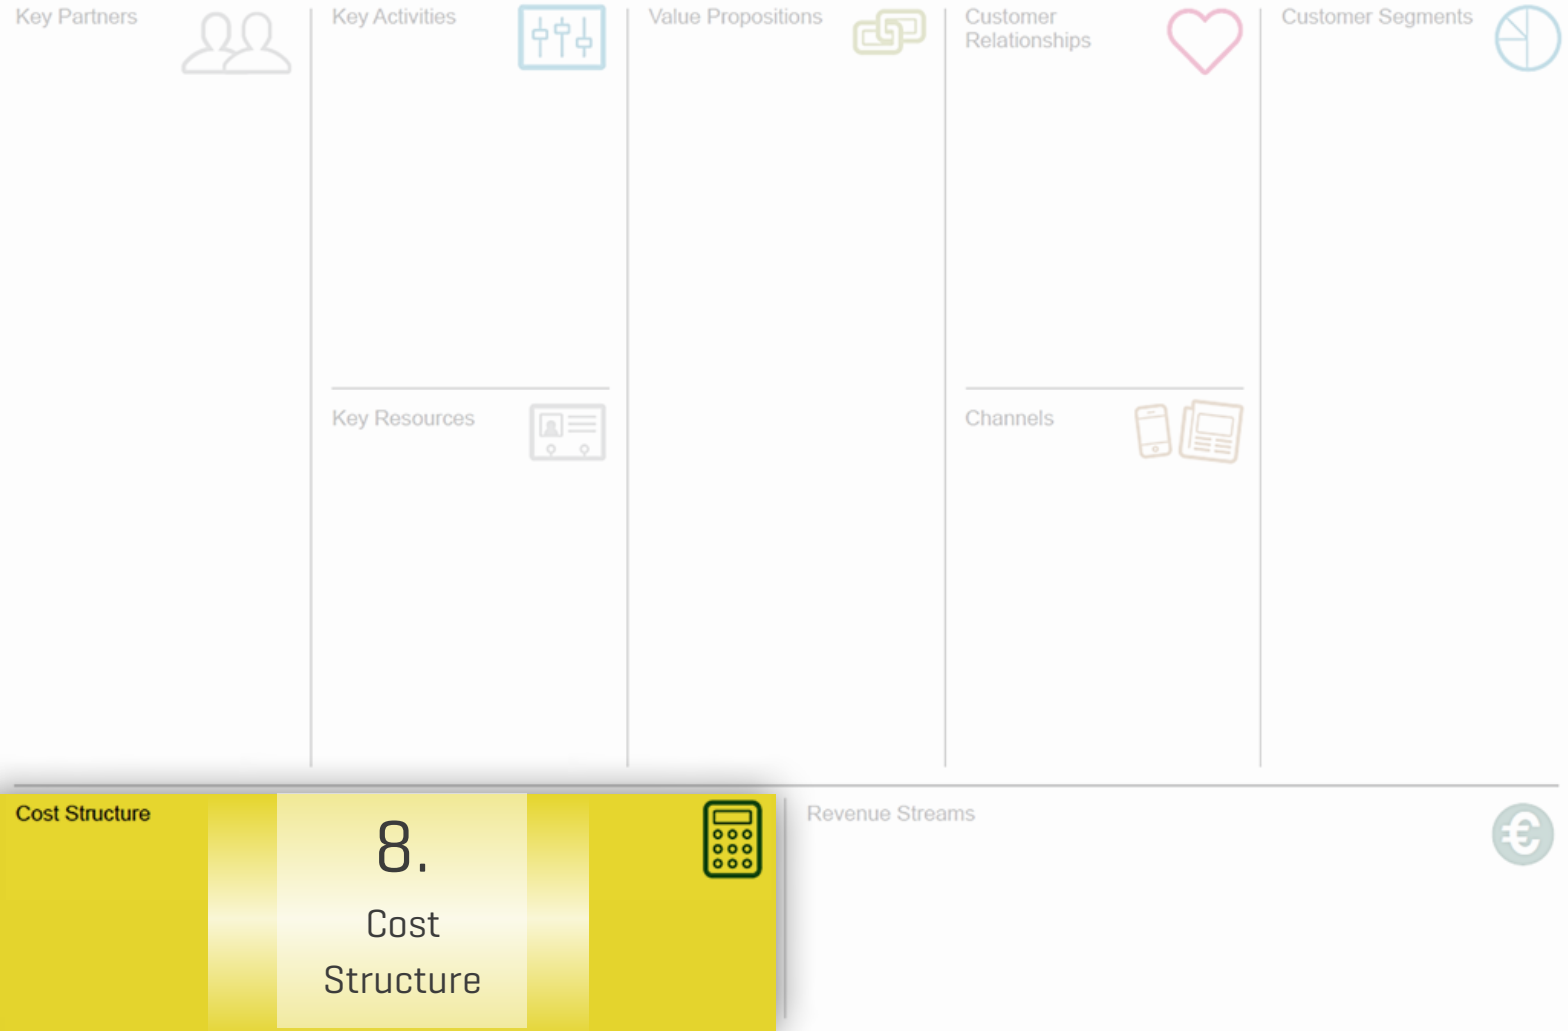 Key Partners
Key Activities
Value Propositions
Customer
Relationships
Customer Segments
Key Resources
Channels
Cost Structure
8.
Cost
Structure
Revenue Streams
€